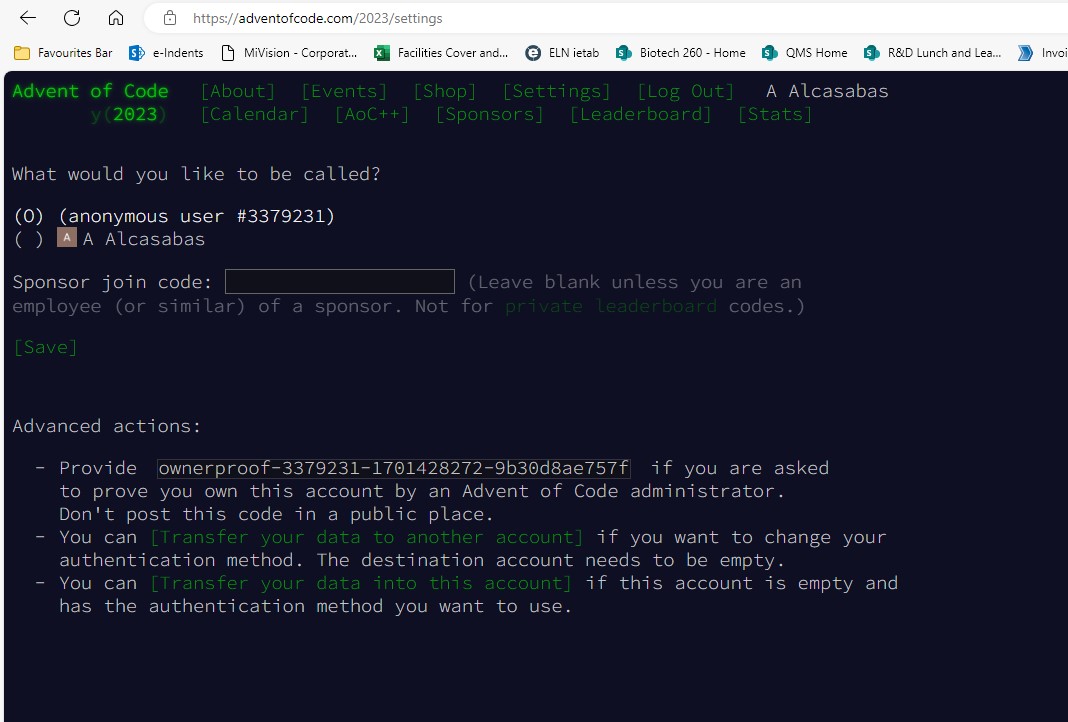 https://adventofcode.com/2023/settings
Favourites Bar e-Indents MiVision - Corporat... Facilities Cover and... ELN ietab Biotech 260 - Home QMS Home R&D Lunch and Lea... Invoi
Advent of Code [About] [Events] [Shop] [Settings] [Log Out] A Alcasabas
y(2023) [Calendar] [AoC++] [Sponsors] [Leaderboard] [Stats]
What would you like to be called?
(O) (anonymous user #3379231)
( ) A A Alcasabas
Sponsor join code: (Leave blank unless you are an
employee (or similar) of a sponsor. Not for private leaderboard codes.)
[Save]
Advanced actions:
- Provide ownerproof-3379231-1701428272-9b30d8ae757f if you are asked
to prove you own this account by an Advent of Code administrator.
Don't post this code in a public place.
- You can [Transfer your data to another account] if you want to change your
authentication method. The destination account needs to be empty.
- You can [Transfer your data into this account] if this account is empty and
has the authentication method you want to use.